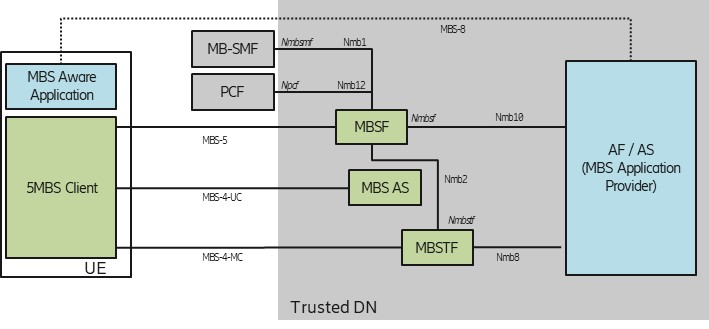 MBS-8
MB-SMF
Nmbsmf
Nmb1
MBS Aware
Application
PCF
Npcf
Nmb12
MBSF
Nmbsf
Nmb10
MBS-5
AF / AS
(MBS Application
Provider)
5MBS Client
MBS AS
Nmb2
MBS-4-UC
Nmbstf
MBSTF
MBS-4-MC
Nmb8
UE
Trusted DN